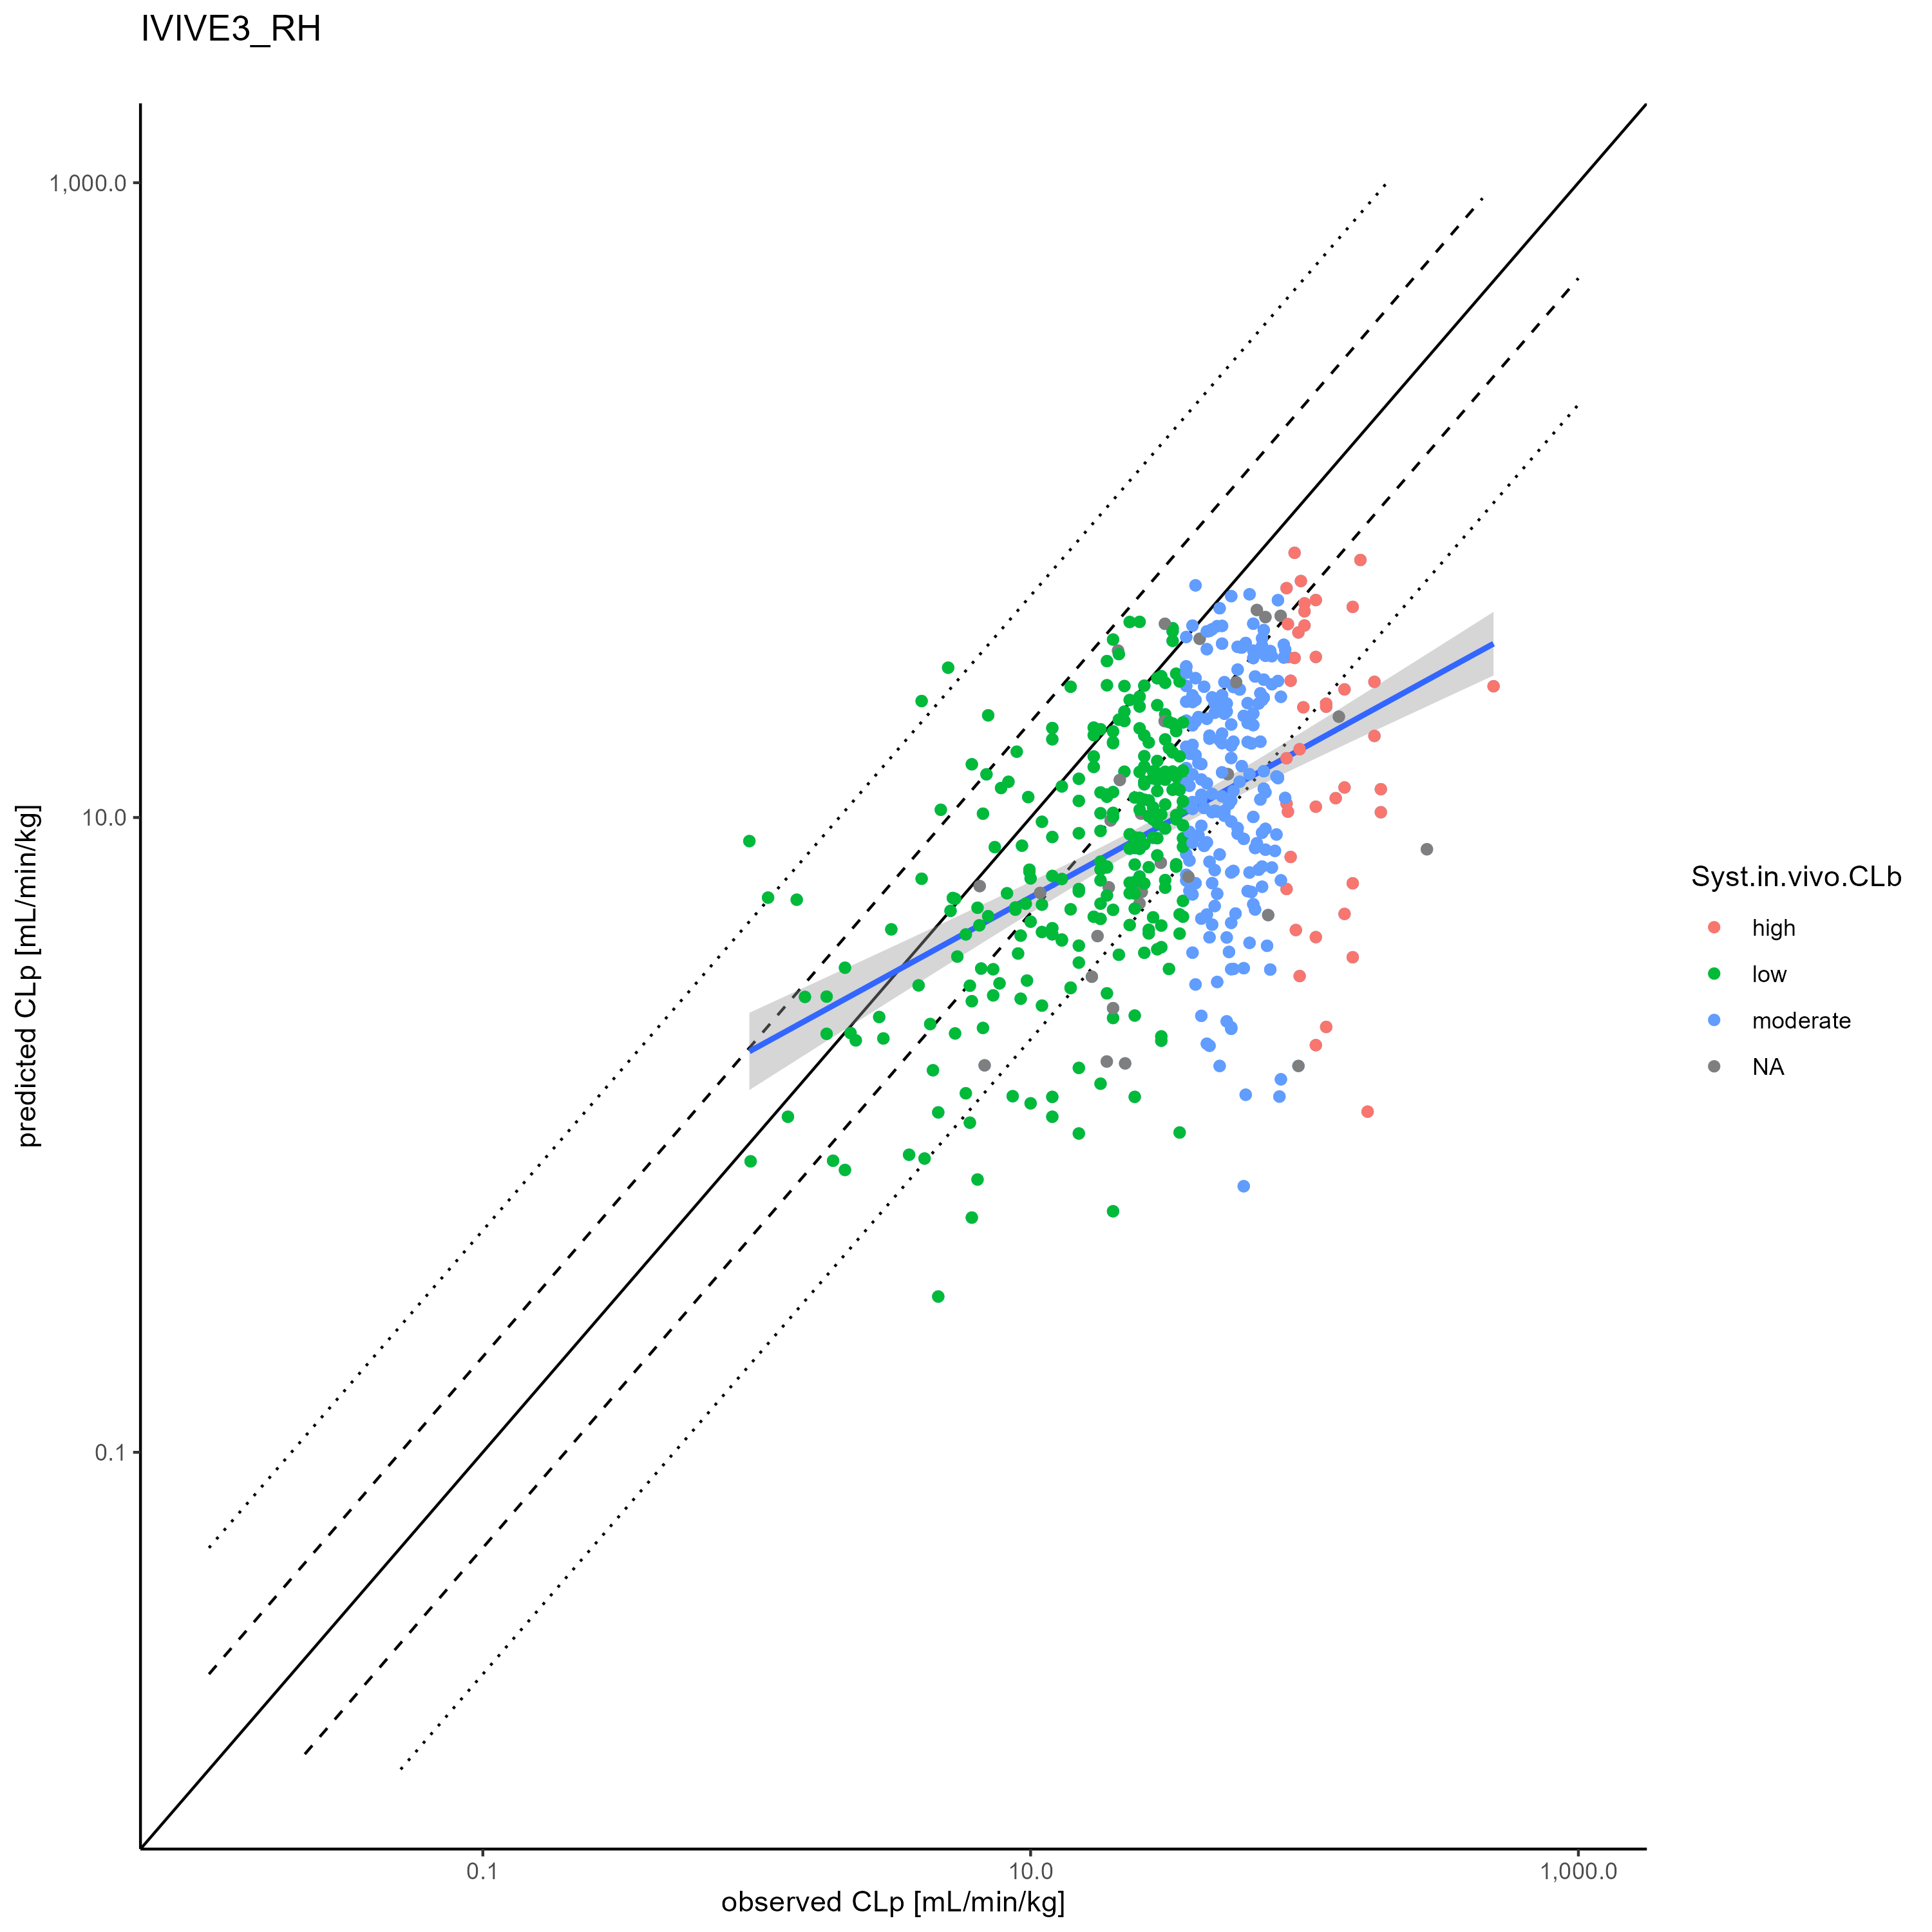 IVIVE3_RH
1,000.0
10.0
0.1
predicted CLp [mL/min/kg]
0.1
10.0
1,000.0
observed CLp [mL/min/kg]
Syst.in.vivo.CLb
high
low
moderate
NA